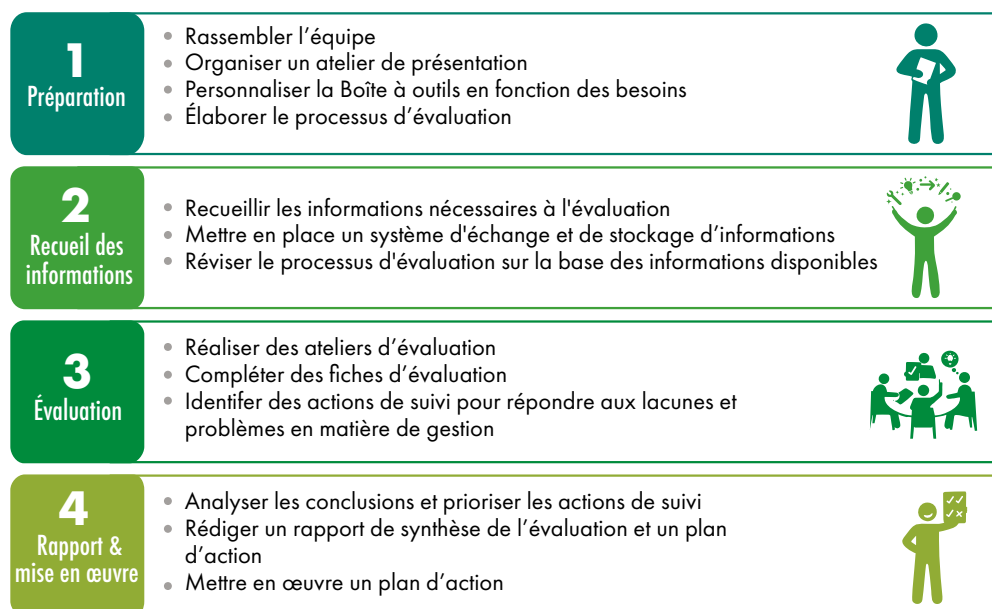 1
Préparation
Rassembler l’équipe
Organiser un atelier de présentation
Personnaliser la Boîte à outils en fonction des besoins
Élaborer le processus d’évaluation
2
Recueil des
informations
Recueillir les informations nécessaires à l'évaluation
Mettre en place un système d'échange et de stockage d’informations
Réviser le processus d'évaluation sur la base des informations disponibles
3
Évaluation
Réaliser des ateliers d’évaluation
Compléter des fiches d’évaluation
Identifer des actions de suivi pour répondre aux lacunes et
problèmes en matière de gestion
4
Rapport &
mise en œuvre
Analyser les conclusions et prioriser les actions de suivi
Rédiger un rapport de synthèse de l’évaluation et un plan
d’action
Mettre en œuvre un plan d’action